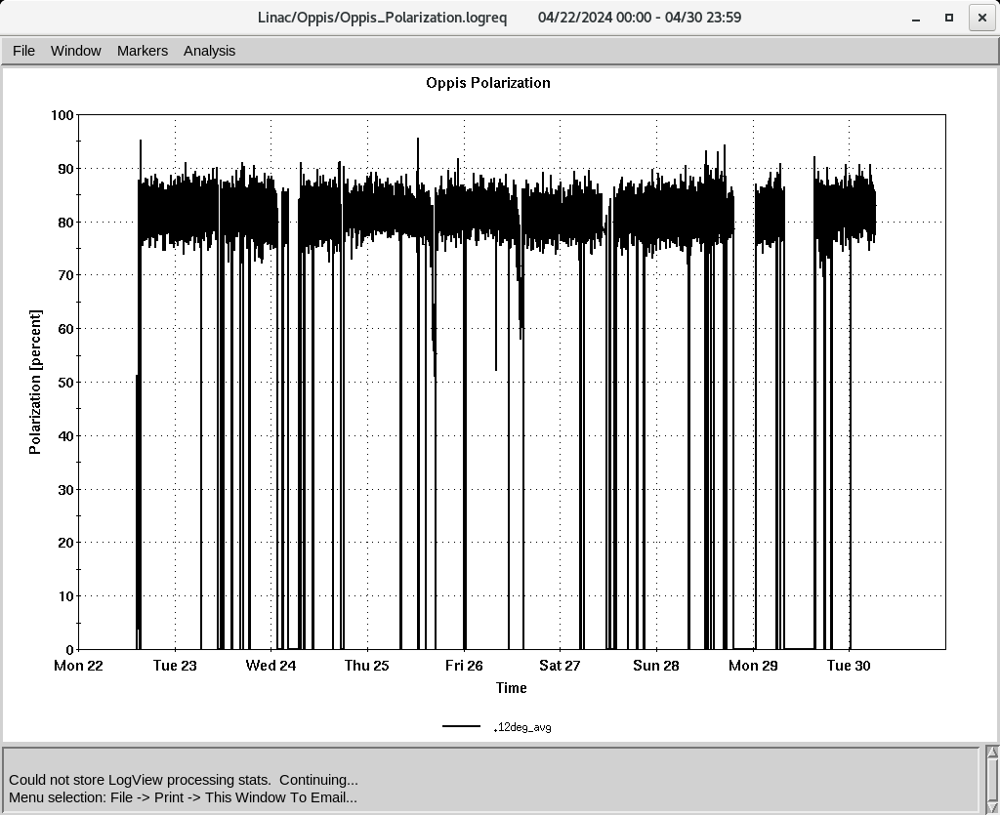 Linac/Oppis/Oppis_Polarization.logreq 04/22/2024 00:00 - 04/30 23:59
File Window Markers Analysis
Oppis Polarization
100
90
80
70
60
50
40
30
20
10
0
Polarization [percent]
Mon 22 Tue 23 Wed 24 Thu 25 Fri 26 Sat 27 Sun 28 Mon 29 Tue 30
Time
.12deg_avg
Could not store LogView processing stats. Continuing...
Menu selection: File -> Print -> This Window To Email...